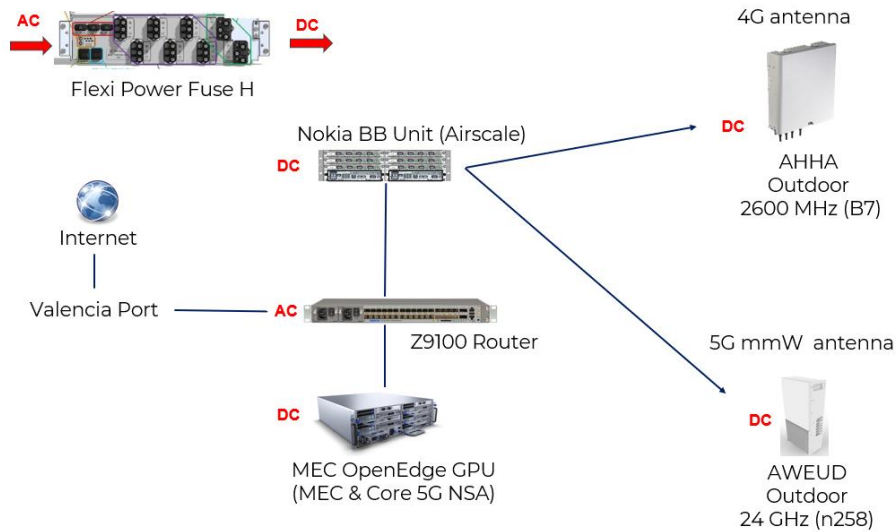 AC
DC
Flexi Power Fuse H
4G antenna
Nokia BB Unit (Airscale)
DC
DC
AHHA
Outdoor
2600 MHz (B7)
Internet
Valencia Port
AC
Z9100 Router
5G mmW antenna
DC
DC
MEC OpenEdge GPU
(MEC & Core 5G NSA)
AWEUD
Outdoor
24 GHz (n258)